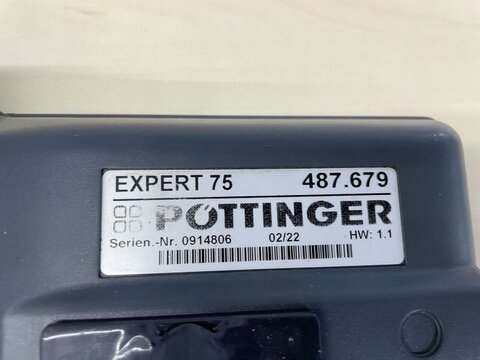 EXPERT 75 487.679
PÖTTINGER
Serien.-Nr. 0914806 02/22 HW: 1.1